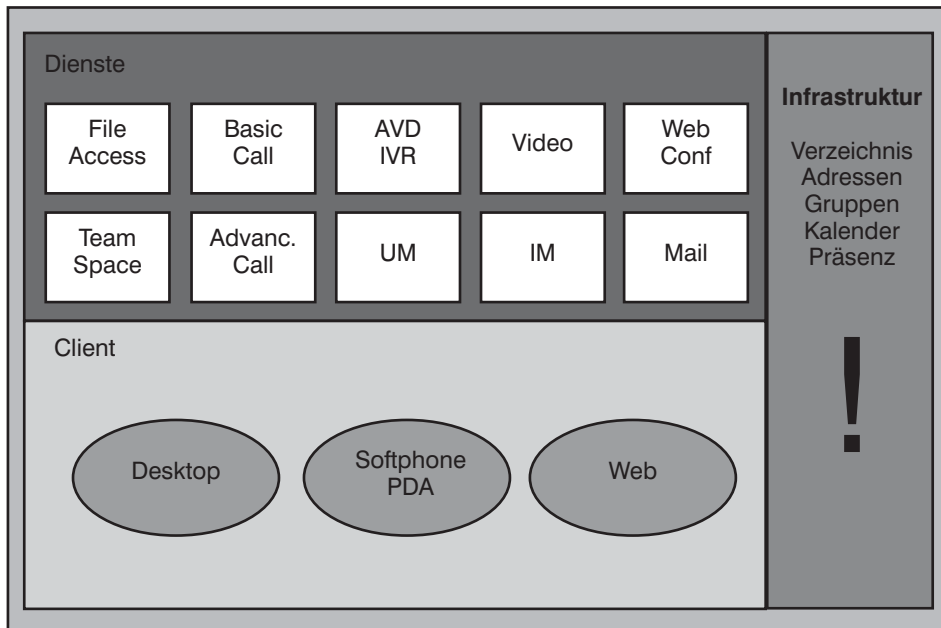 Dienste
File
Access
Basic
Call
AVD
IVR
Video
Web
Conf
Team
Space
Advanc.
Call
UM
IM
Mail
Client
Desktop
Softphone
PDA
Web
Infrastruktur
Verzeichnis
Adressen
Gruppen
Kalender
Präsenz
!